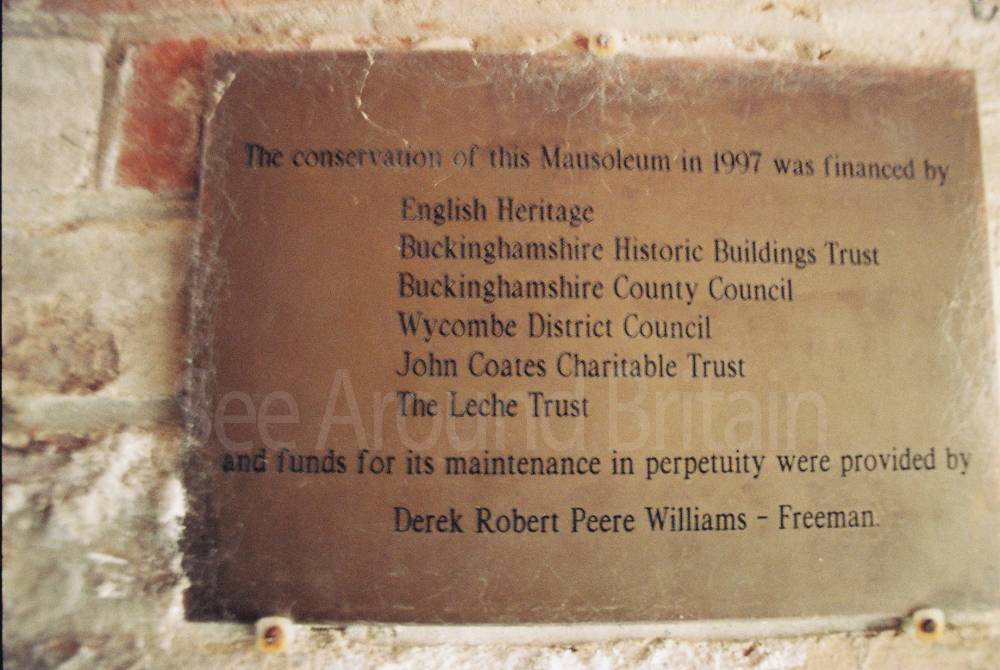 The conservation of this Mausoleum in 1997 was financed by
English Heritage
Buckinghamshire Historic Buildings Trust
Buckinghamshire County Council
Wycombe District Council
John Coates Charitable Trust
The Leche Trust
See Around Britain
and funds for its maintenance in perpetuity were provided by
Derek Robert Peere Williams - Freeman.